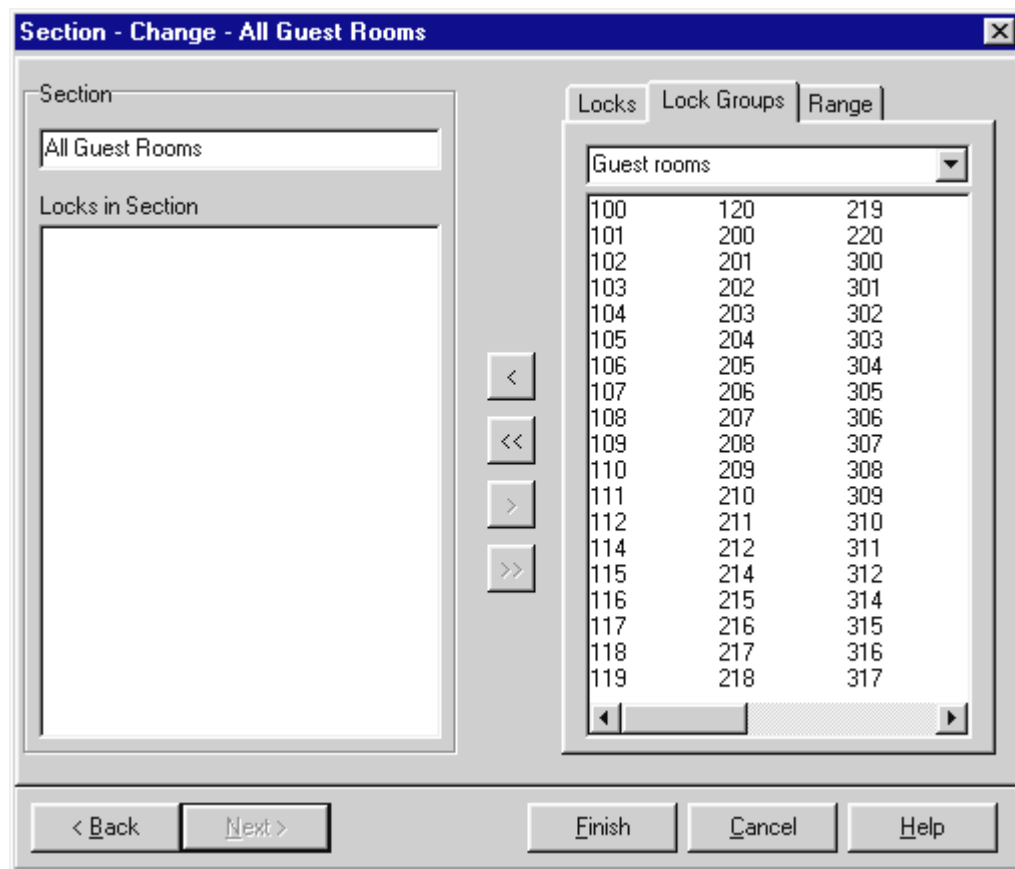 Section - Change - All Guest Rooms
Section
All Guest Rooms
Locks in Section
<
<<
>
>>
Locks Lock Groups Range
Guest rooms
100 120 219
101 200 220
102 201 300
103 202 301
104 203 302
105 204 303
106 205 304
107 206 305
108 207 306
109 208 307
110 209 308
111 210 309
112 211 310
114 212 311
115 214 312
116 215 314
117 216 315
118 217 316
119 218 317
< Back Next > Finish Cancel Help